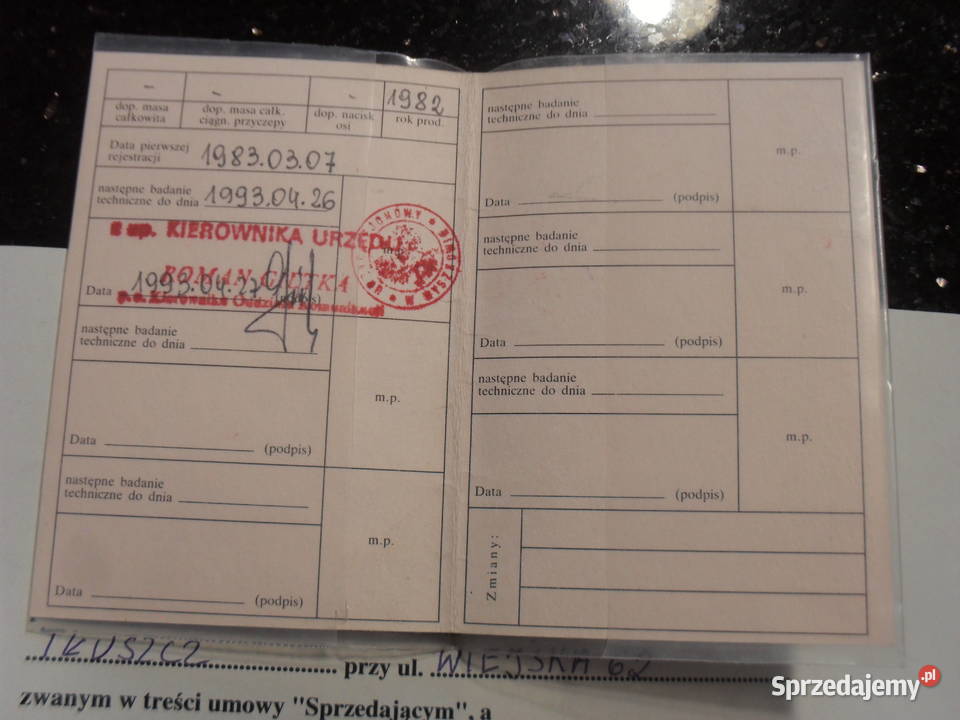 - - - 1982
dop. masa całkowita
dop. masa całk. ciągn. przyczepy
dop. nacisk osi
rok prod.
Data pierwszej rejestracji 1983.03.07
następne badanie
techniczne do dnia 1993.04.26
z up. KIEROWNIKA URZĘDU
ROMAN
Data 1993.04.27 (podpis)
p.o. Kierownika Oddziału Komunikacji
następne badanie
techniczne do dnia
m.p.
Data (podpis)
następne badanie
techniczne do dnia
m.p.
Data (podpis)
następne badanie
techniczne do dnia
m.p.
Data (podpis)
następne badanie
techniczne do dnia
m.p.
Data (podpis)
następne badanie
techniczne do dnia
m.p.
Data (podpis)
Zmiany:
przy ul. WIEJSKA 62
zwanym w treści umowy "Sprzedającym", a
Sprzedajemy.pl